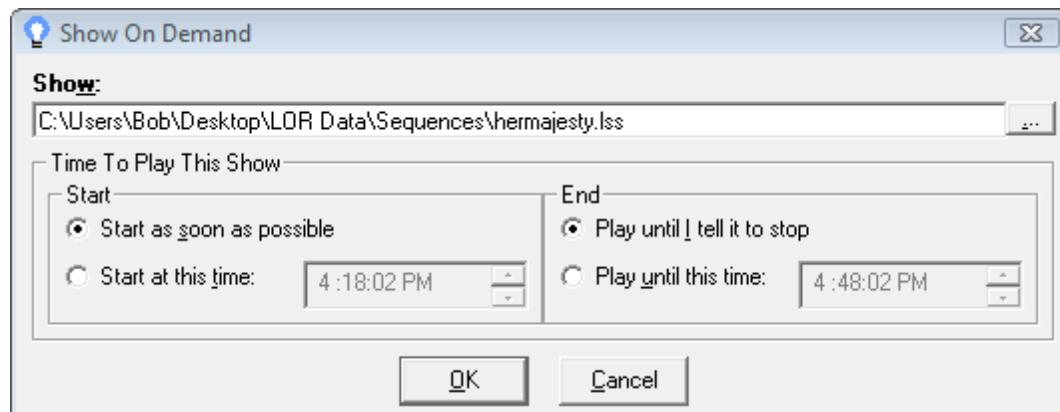 Show On Demand
Show:
C:\Users\Bob\Desktop\LOR Data\Sequences\hermajesty.lss
...
Time To Play This Show
Start
Start as soon as possible
Start at this time:
4 :18:02 PM
End
Play until I tell it to stop
Play until this time:
4 :48:02 PM
OK
Cancel